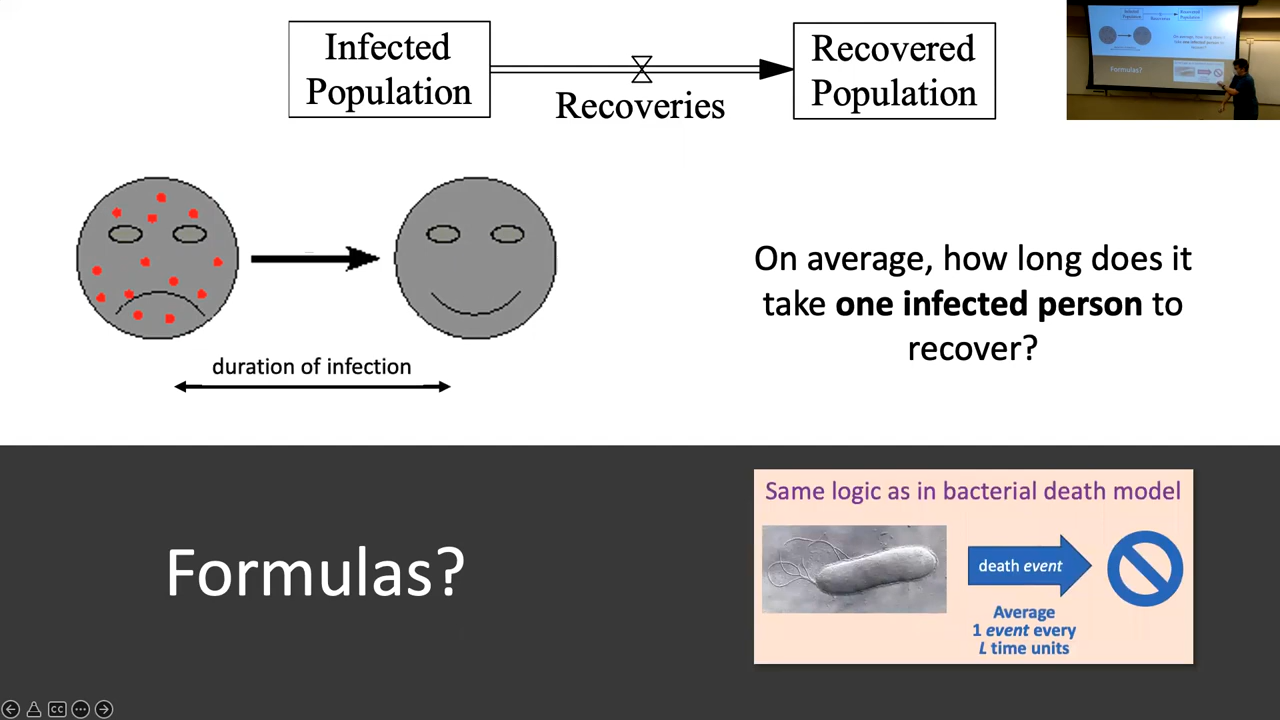 Infected
Population
Recoveries
Recovered
Population
duration of infection
On average, how long does it
take one infected person to
recover?
Formulas?
Same logic as in bacterial death model
death event
Average
1 event every
L time units
CC